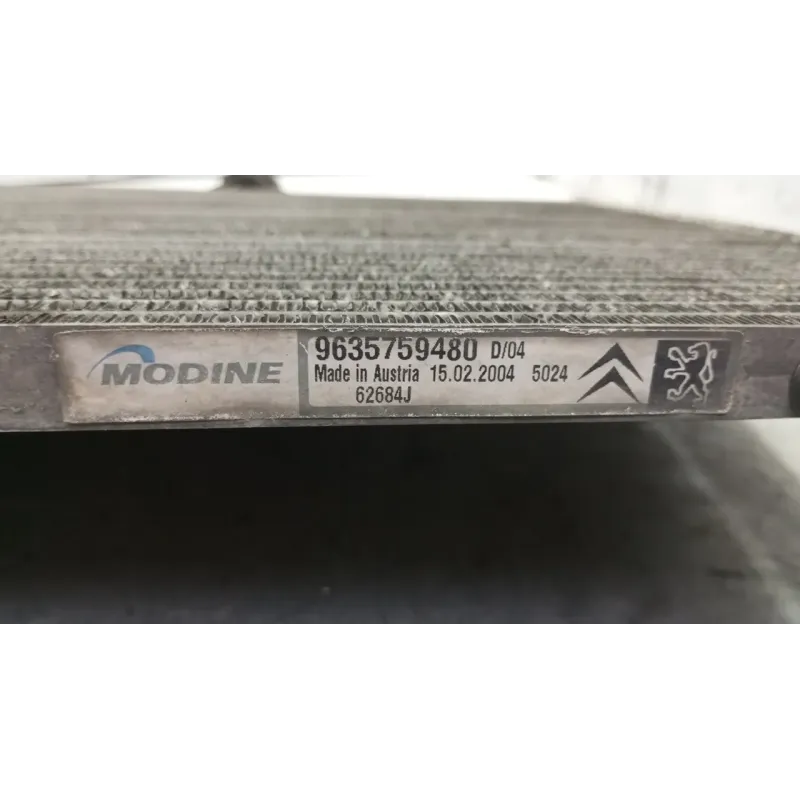 MODINE
9635759480 D/04
Made in Austria 15.02.2004 5024
62684J